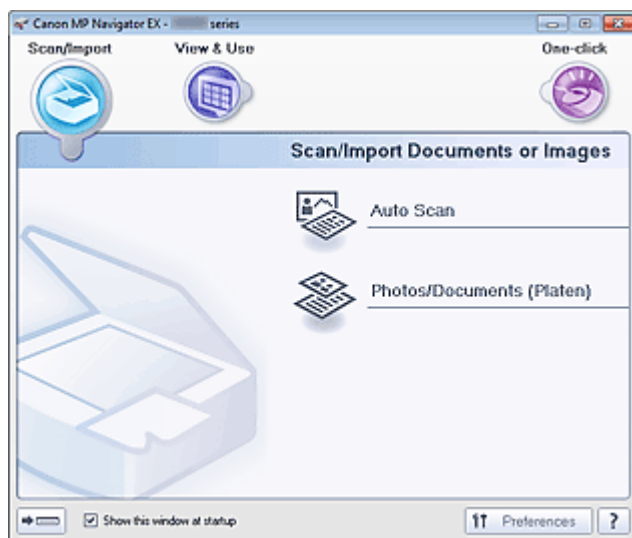 Canon MP Navigator EX - series
Scan/Import View & Use One-click
Scan/Import Documents or Images
Auto Scan
Photos/Documents (Platen)
Show this window at startup
Preferences ?